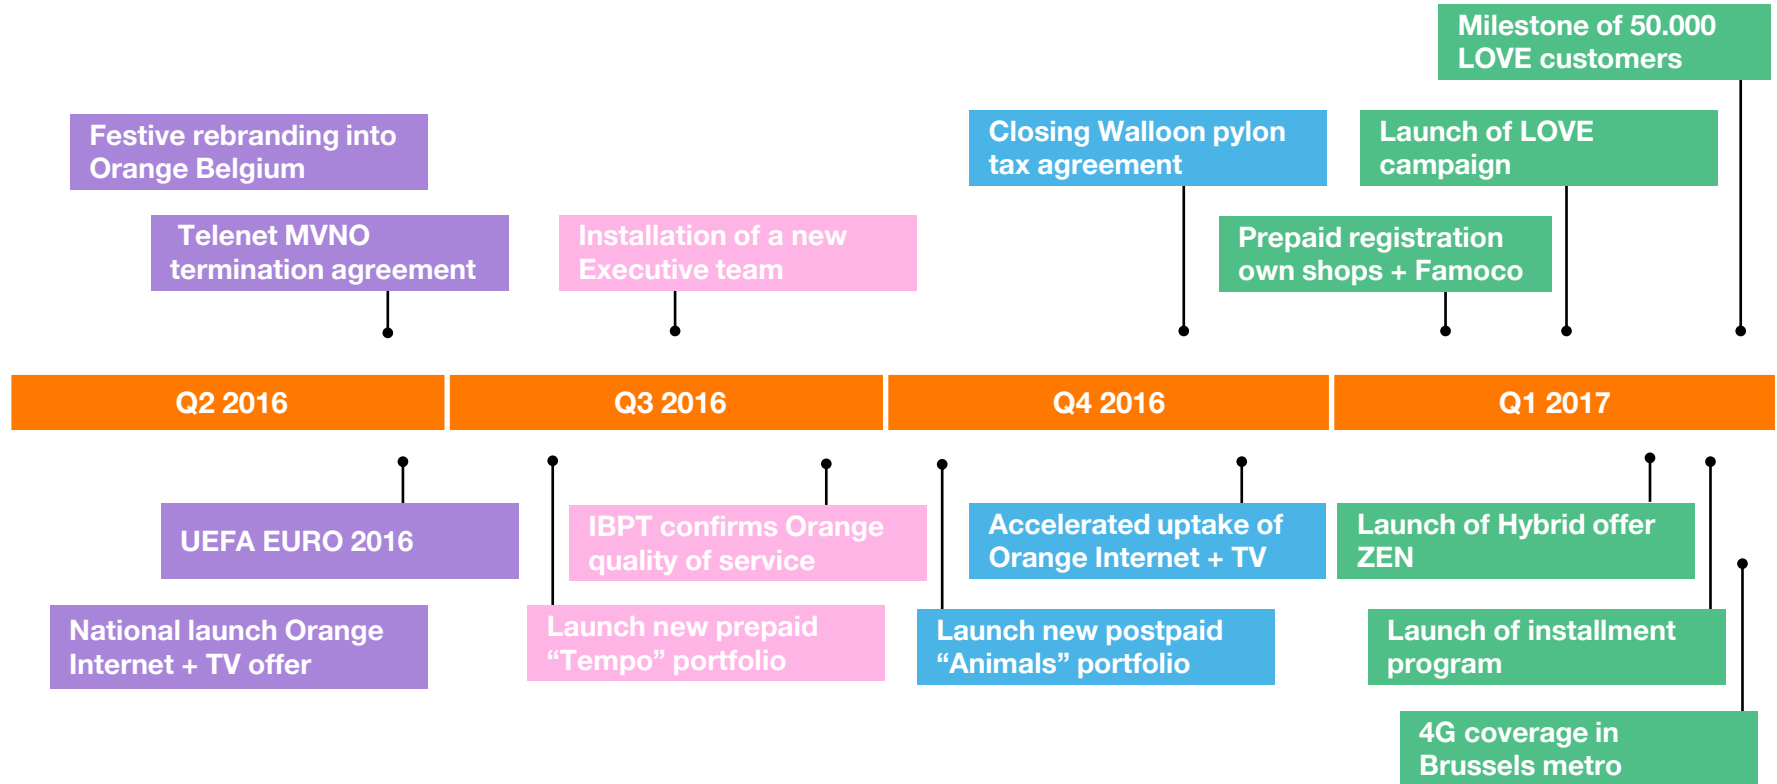 Milestone of 50.000
LOVE customers
Festive rebranding into
Orange Belgium
Closing Walloon pylon
tax agreement
Launch of LOVE
campaign
Telenet MVNO
termination agreement
Installation of a new
Executive team
Prepaid registration
own shops + Famoco
Q2 2016
Q3 2016
Q4 2016
Q1 2017
UEFA EURO 2016
IBPT confirms Orange
quality of service
Accelerated uptake of
Orange Internet + TV
Launch of Hybrid offer
ZEN
National launch Orange
Internet + TV offer
Launch new prepaid
“Tempo” portfolio
Launch new postpaid
“Animals” portfolio
Launch of installment
program
4G coverage in
Brussels metro